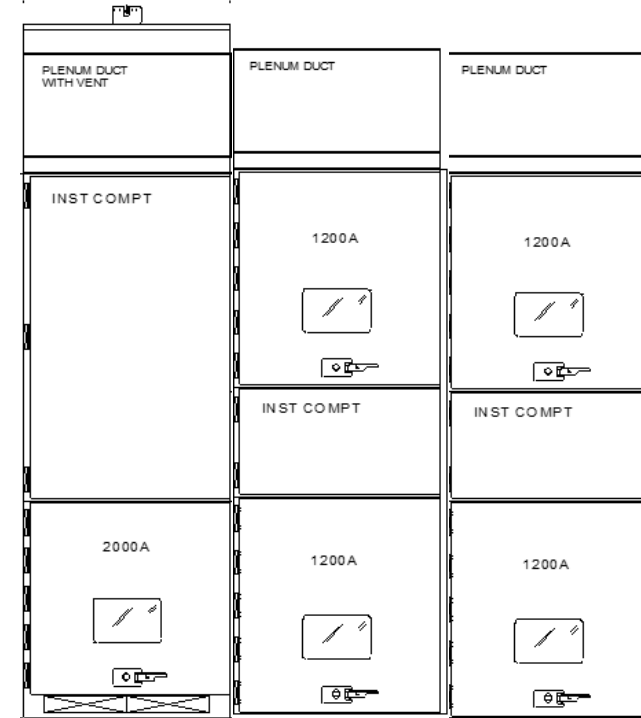 PLENUM DUCT
WITH VENT
PLENUM DUCT
PLENUM DUCT
INST COMPT
1200A
1200A
INST COMPT
INST COMPT
2000A
1200A
1200A